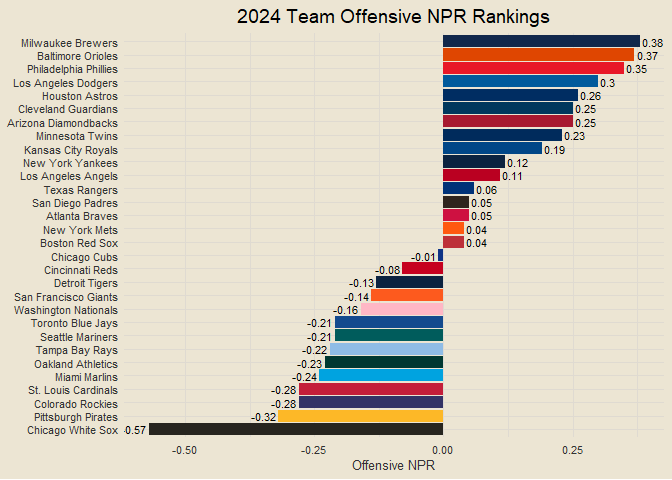 2024 Team Offensive NPR Rankings
Milwaukee Brewers 0.38
Baltimore Orioles 0.37
Philadelphia Phillies 0.35
Los Angeles Dodgers 0.3
Houston Astros 0.26
Cleveland Guardians 0.25
Arizona Diamondbacks 0.25
Minnesota Twins 0.23
Kansas City Royals 0.19
New York Yankees 0.12
Los Angeles Angels 0.11
Texas Rangers 0.06
San Diego Padres 0.05
Atlanta Braves 0.05
New York Mets 0.04
Boston Red Sox 0.04
Chicago Cubs -0.01
Cincinnati Reds -0.08
Detroit Tigers -0.13
San Francisco Giants -0.14
Washington Nationals -0.16
Toronto Blue Jays -0.21
Seattle Mariners -0.21
Tampa Bay Rays -0.22
Oakland Athletics -0.23
Miami Marlins -0.24
St. Louis Cardinals -0.28
Colorado Rockies -0.28
Pittsburgh Pirates -0.32
Chicago White Sox -0.57
-0.50 -0.25 0.00 0.25
Offensive NPR